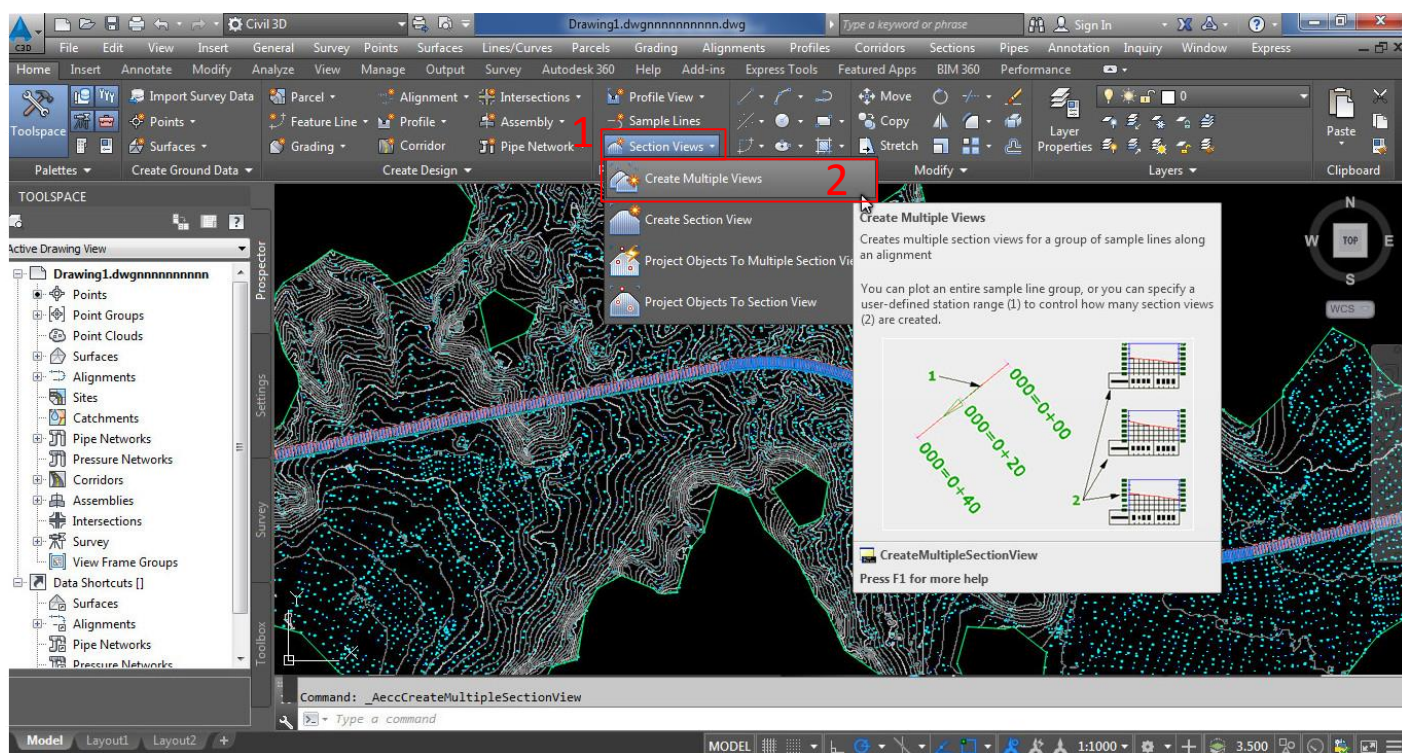 Civil 3D
Drawing1.dwgnnnnnnnnnn.dwg
Type a keyword or phrase
Sign In
C3D
File Edit View Insert General Survey Points Surfaces Lines/Curves Parcels Grading Alignments Profiles Corridors Sections Pipes Annotation Inquiry Window Express
Home Insert Annotate Modify Analyze View Manage Output Survey Autodesk 360 Help Add-ins Express Tools Featured Apps BIM 360 Performance
Import Survey Data Parcel Alignment Intersections Profile View Move 0
Points Feature Line Profile Assembly Sample Lines Copy
Surfaces Grading Corridor Pipe Network Section Views Stretch
Toolspace
Layer
Properties
Paste
1
Palettes Create Ground Data Create Design Modify Layers Clipboard
Create Multiple Views
2
Create Section View
Project Objects To Multiple Section Vie
Project Objects To Section View
Create Multiple Views
Creates multiple section views for a group of sample lines along
an alignment
You can plot an entire sample line group, or you can specify a
user-defined station range (1) to control how many section views
(2) are created.
1
000=0+00
000=0+20
000=0+40
2
CreateMultipleSectionView
Press F1 for more help
N
W TOP E
S
WCS
TOOLSPACE
Active Drawing View
Drawing1.dwgnnnnnnnnnn
Points
Point Groups
Point Clouds
Surfaces
Alignments
Sites
Catchments
Pipe Networks
Pressure Networks
Corridors
Assemblies
Intersections
Survey
View Frame Groups
Data Shortcuts []
Surfaces
Alignments
Pipe Networks
Pressure Networks
Prospector
Settings
Survey
Toolbox
Y
X
Command: _AeccCreateMultipleSectionView
Type a command
Model Layout1 Layout2 +
MODEL 1:1000 3.500